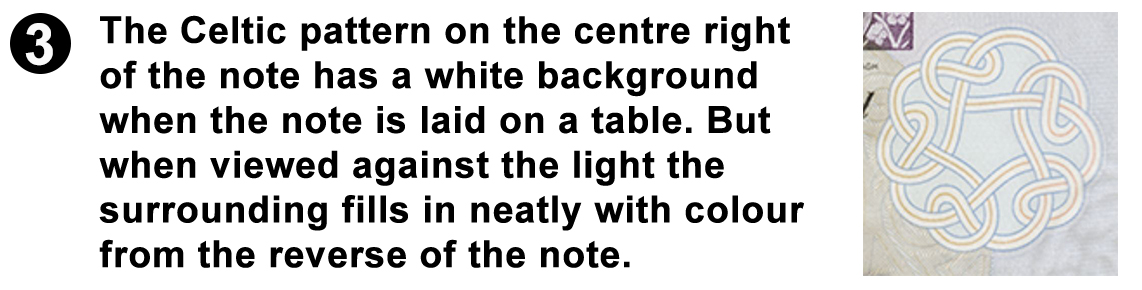 3
The Celtic pattern on the centre right
of the note has a white background
when the note is laid on a table. But
when viewed against the light the
surrounding fills in neatly with colour
from the reverse of the note.